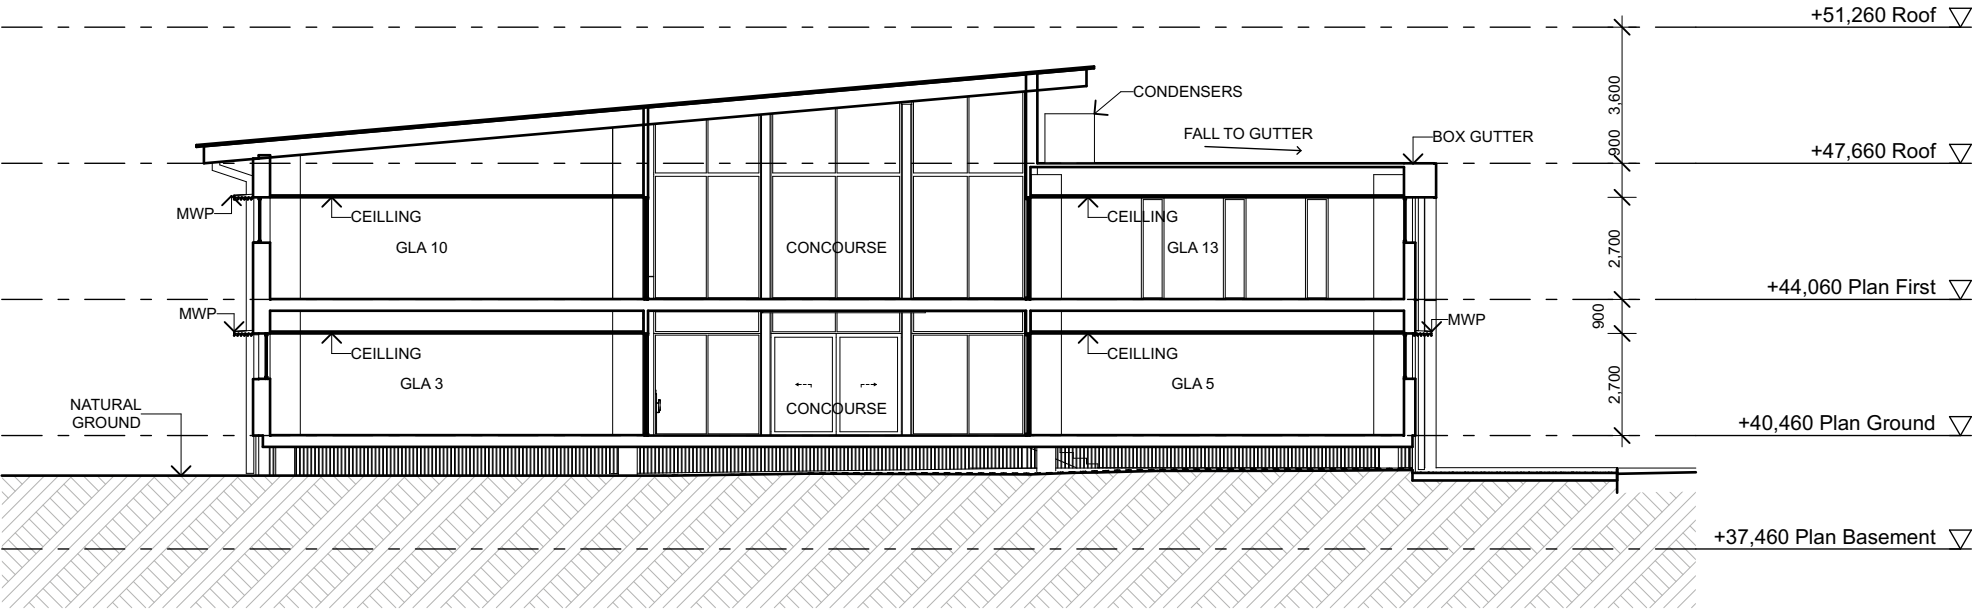 +51,260 Roof
3,600
CONDENSERS
FALL TO GUTTER
BOX GUTTER
900
+47,660 Roof
MWP
CEILLING
CEILLING
GLA 10
CONCOURSE
GLA 13
2,700
+44,060 Plan First
MWP
900
MWP
CEILLING
CEILLING
GLA 3
GLA 5
2,700
CONCOURSE
NATURAL
GROUND
+40,460 Plan Ground
+37,460 Plan Basement